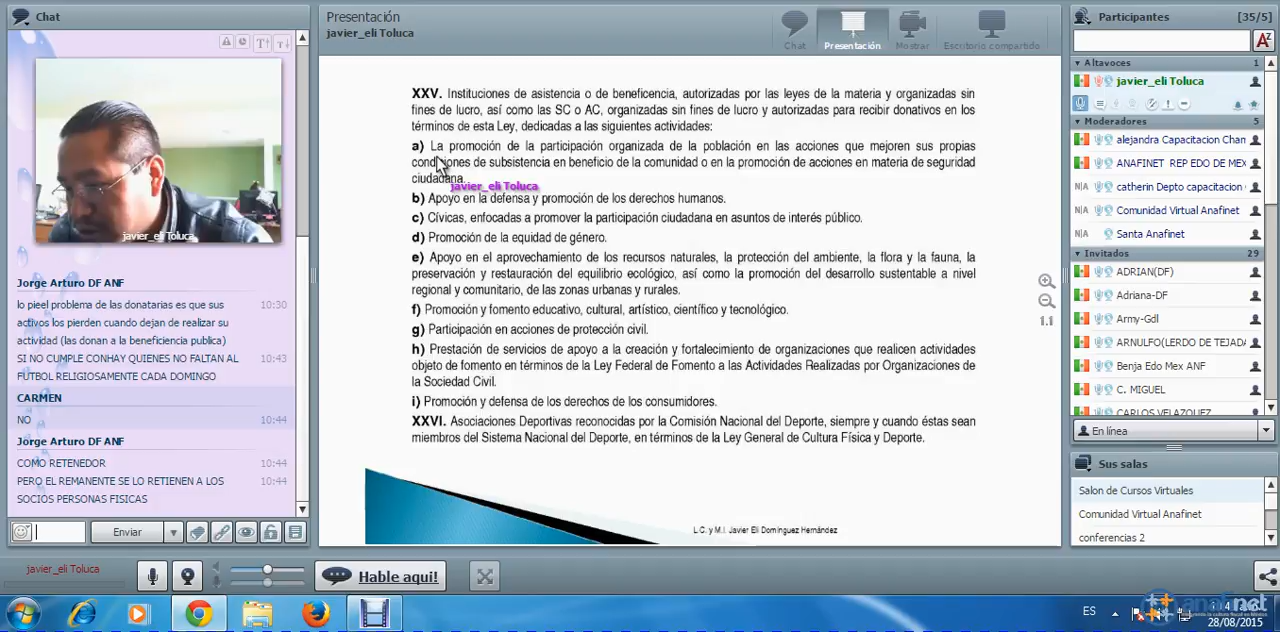 Chat
javier_eli Toluca
Jorge Arturo DF ANF
lo pieel problema de las donatarias es que sus 10:30
activos los pierden cuando dejan de realizar su
actividad (las donan a la beneficiencia publica)
SI NO CUMPLE CONHAY QUIENES NO FALTAN AL 10:43
FUTBOL RELIGIOSAMENTE CADA DOMINGO
CARMEN
NO 10:44
Jorge Arturo DF ANF
COMO RETENEDOR 10:44
PERO EL REMANENTE SE LO RETIENEN A LOS 10:44
SOCIOS PERSONAS FISICAS
Enviar
Presentación
javier_eli Toluca
Chat
Presentación
Mostrar
Escritorio compartido
XXV. Instituciones de asistencia o de beneficencia, autorizadas por las leyes de la materia y organizadas sin
fines de lucro, así como las SC o AC, organizadas sin fines de lucro y autorizadas para recibir donativos en los
términos de esta Ley, dedicadas a las siguientes actividades:
a) La promoción de la participación organizada de la población en las acciones que mejoren sus propias
condiciones de subsistencia en beneficio de la comunidad o en la promoción de acciones en materia de seguridad
ciudadana.
javier_eli Toluca
b) Apoyo en la defensa y promoción de los derechos humanos.
c) Cívicas, enfocadas a promover la participación ciudadana en asuntos de interés público.
d) Promoción de la equidad de género.
e) Apoyo en el aprovechamiento de los recursos naturales, la protección del ambiente, la flora y la fauna, la
preservación y restauración del equilibrio ecológico, así como la promoción del desarrollo sustentable a nivel
regional y comunitario, de las zonas urbanas y rurales.
f) Promoción y fomento educativo, cultural, artístico, científico y tecnológico.
g) Participación en acciones de protección civil.
h) Prestación de servicios de apoyo a la creación y fortalecimiento de organizaciones que realicen actividades
objeto de fomento en términos de la Ley Federal de Fomento a las Actividades Realizadas por Organizaciones de
la Sociedad Civil.
i) Promoción y defensa de los derechos de los consumidores.
XXVI. Asociaciones Deportivas reconocidas por la Comisión Nacional del Deporte, siempre y cuando éstas sean
miembros del Sistema Nacional del Deporte, en términos de la Ley General de Cultura Física y Deporte.
L.C. y M.I. Javier Eli Domínguez Hernández
1.1
Participantes [35/5]
Altavoces 1
javier_eli Toluca
Moderadores 5
alejandra Capacitacion Cham
ANAFINET REP EDO DE MEX
N/A catherin Depto capacitacion
N/A Comunidad Virtual Anafinet
N/A Santa Anafinet
Invitados 29
ADRIAN(DF)
Adriana-DF
Army-Gdl
ARNULFO(LERDO DE TEJADA
Benja Edo Mex ANF
C. MIGUEL
CARLOS VELAZQUEZ
En línea
Sus salas
Salon de Cursos Virtuales
Comunidad Virtual Anafinet
conferencias 2
javier_eli Toluca
Hable aqui!
ES
anafinet
28/08/2015